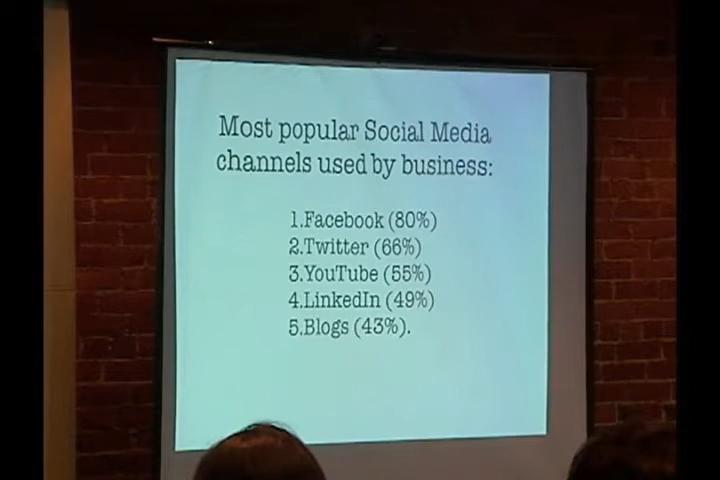 Most popular Social Media
channels used by business:
1.Facebook (80%)
2.Twitter (66%)
3.YouTube (55%)
4.LinkedIn (49%)
5.Blogs (43%).